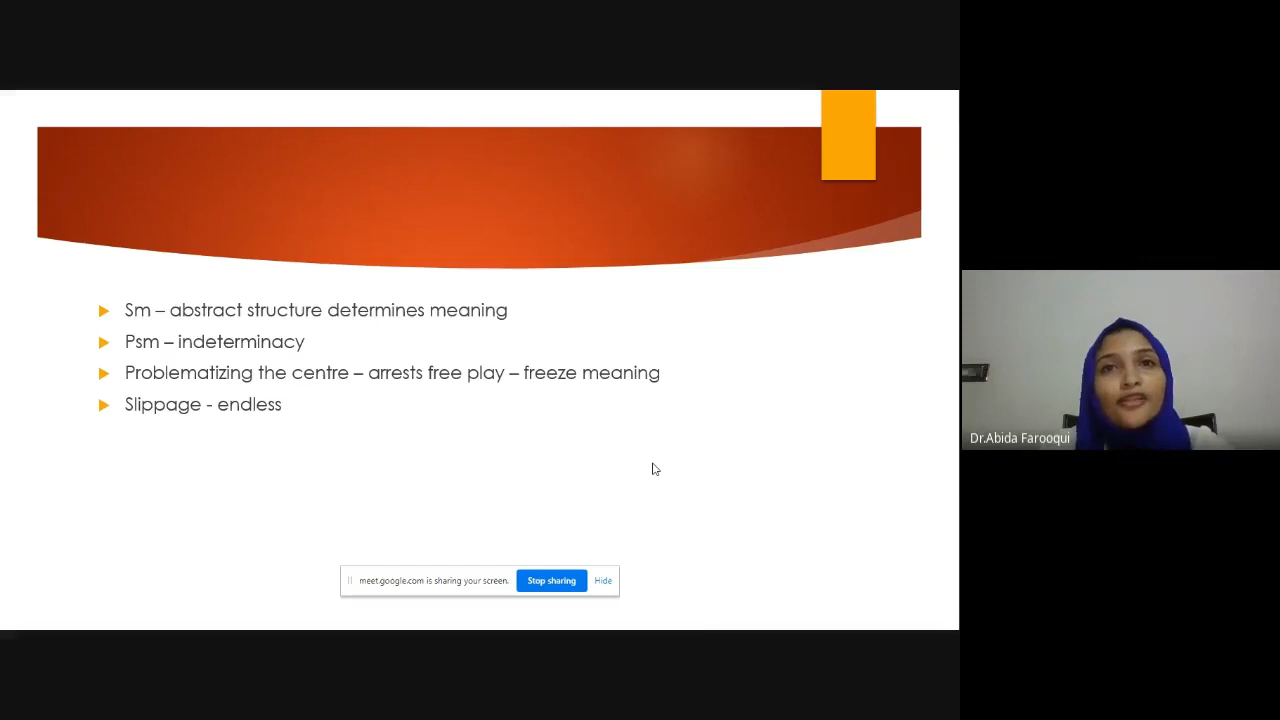 Sm – abstract structure determines meaning
Psm – indeterminacy
Problematizing the centre – arrests free play – freeze meaning
Slippage - endless
Dr.Abida Farooqui
meet.google.com is sharing your screen.
Stop sharing
Hide